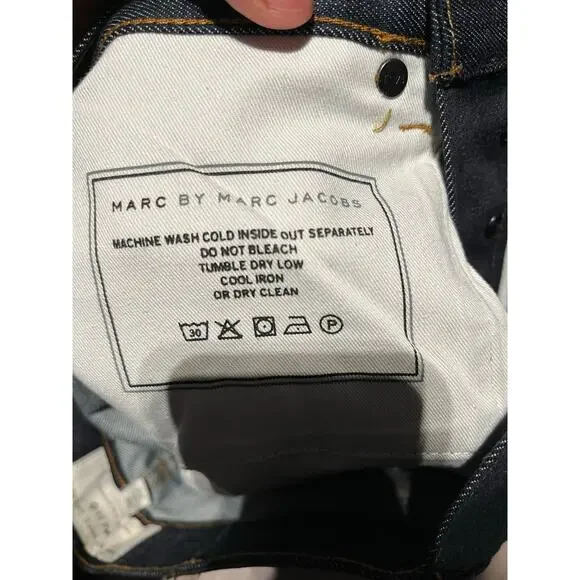 MARC BY MARC JACOBS
MACHINE WASH COLD INSIDE OUT SEPARATELY
DO NOT BLEACH
TUMBLE DRY LOW
COOL IRON
OR DRY CLEAN
30 P